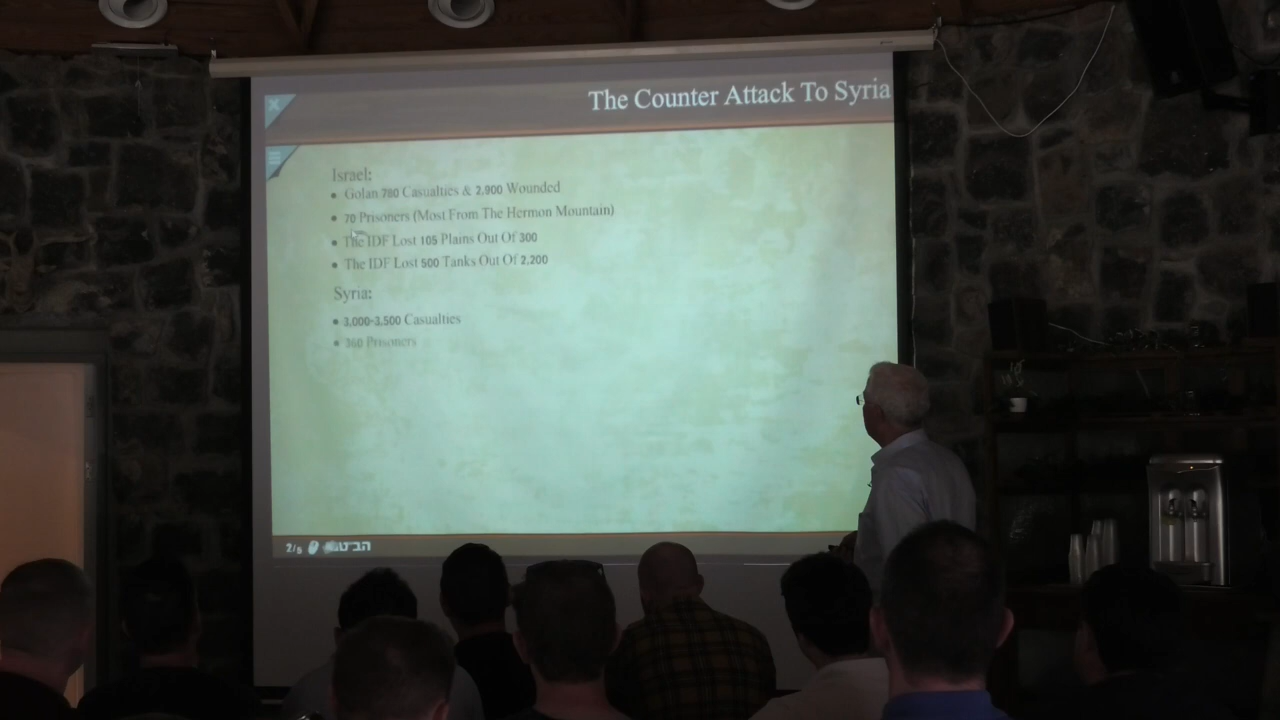 The Counter Attack To Syria
Israel:
• Golan 780 Casualties & 2,900 Wounded
• 70 Prisoners (Most From The Hermon Mountain)
• The IDF Lost 105 Plains Out Of 300
• The IDF Lost 500 Tanks Out Of 2,200
Syria:
• 3,000-3,500 Casualties
• 360 Prisoners
2/5